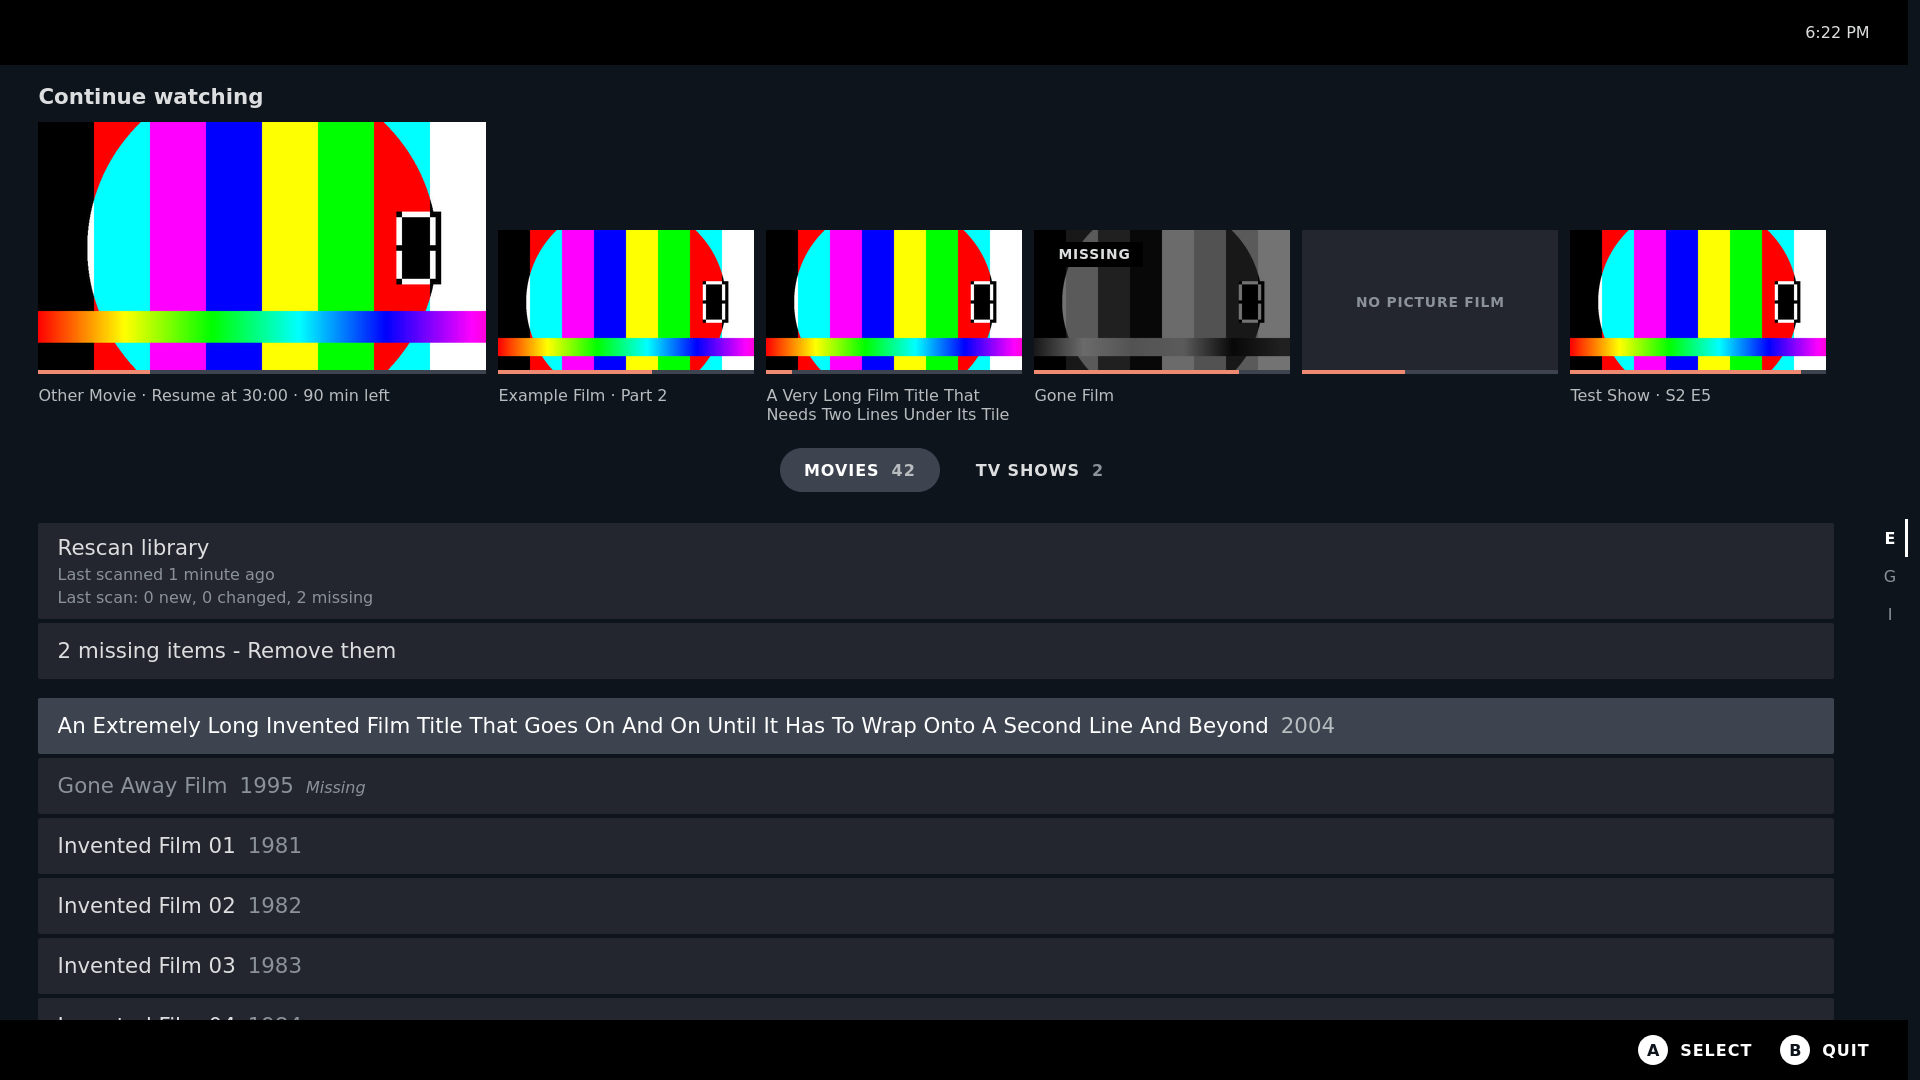 6:22 PM
Continue watching
Other Movie · Resume at 30:00 · 90 min left
Example Film · Part 2
A Very Long Film Title That
Needs Two Lines Under Its Tile
MISSING
Gone Film
NO PICTURE FILM
Test Show · S2 E5
MOVIES 42
TV SHOWS 2
Rescan library
Last scanned 1 minute ago
Last scan: 0 new, 0 changed, 2 missing
2 missing items - Remove them
An Extremely Long Invented Film Title That Goes On And On Until It Has To Wrap Onto A Second Line And Beyond 2004
Gone Away Film 1995 Missing
Invented Film 01 1981
Invented Film 02 1982
Invented Film 03 1983
Invented Film 04 1984
E
G
I
A SELECT
B QUIT